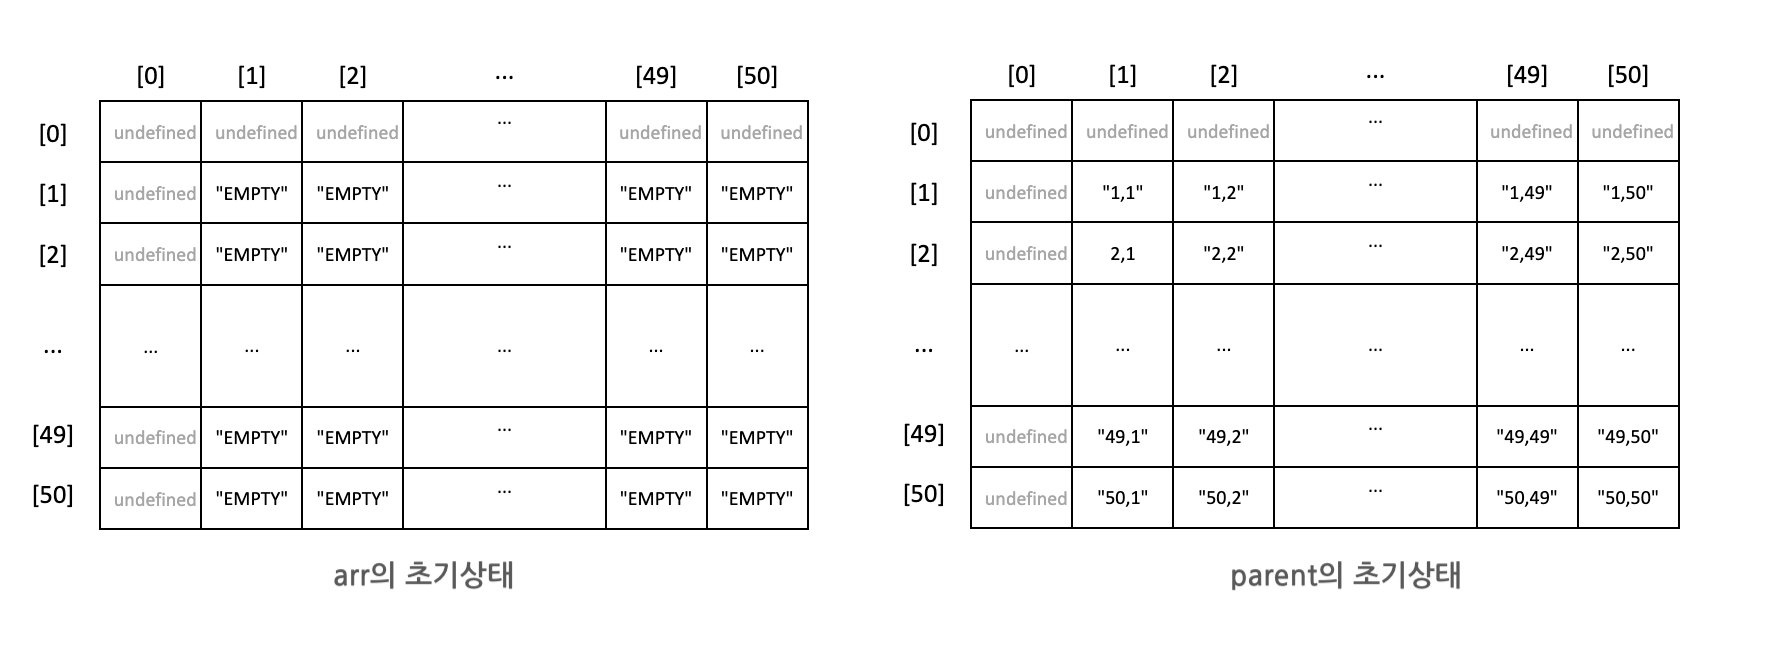 [0] [1] [2] ... [49] [50]
[0] undefined undefined undefined ... undefined undefined
[1] undefined "EMPTY" "EMPTY" ... "EMPTY" "EMPTY"
[2] undefined "EMPTY" "EMPTY" ... "EMPTY" "EMPTY"
... ... ... ... ... ... ...
[49] undefined "EMPTY" "EMPTY" ... "EMPTY" "EMPTY"
[50] undefined "EMPTY" "EMPTY" ... "EMPTY" "EMPTY"
arr의 초기상태
[0] [1] [2] ... [49] [50]
[0] undefined undefined undefined ... undefined undefined
[1] undefined "1,1" "1,2" ... "1,49" "1,50"
[2] undefined 2,1 "2,2" ... "2,49" "2,50"
... ... ... ... ... ... ...
[49] undefined "49,1" "49,2" ... "49,49" "49,50"
[50] undefined "50,1" "50,2" ... "50,49" "50,50"
parent의 초기상태